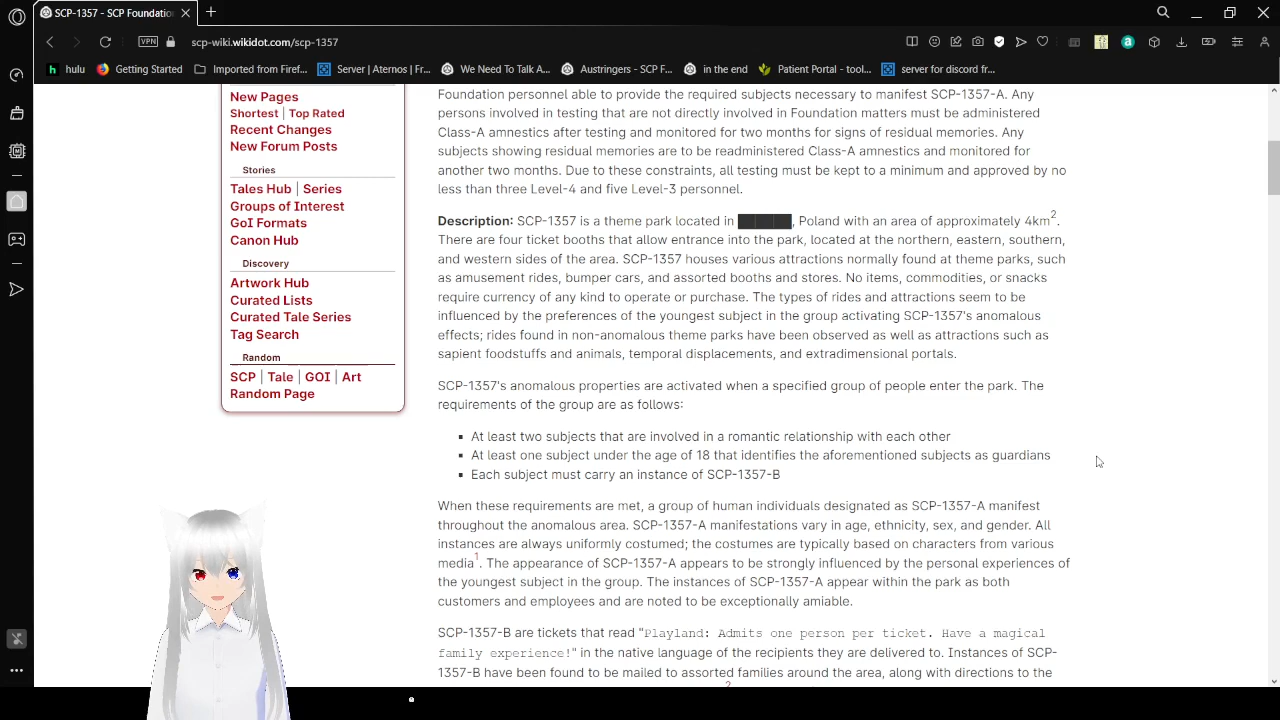 SCP-1357 - SCP Foundatio
scp-wiki.wikidot.com/scp-1357
VPN
hulu
Getting Started
Imported from Firef...
Server | Aternos | Fr...
We Need To Talk A...
Austringers - SCP F...
in the end
Patient Portal - tool...
server for discord fr...
New Pages
Shortest | Top Rated
Recent Changes
New Forum Posts
Stories
Tales Hub | Series
Groups of Interest
GoI Formats
Canon Hub
Discovery
Artwork Hub
Curated Lists
Curated Tale Series
Tag Search
Random
SCP | Tale | GOI | Art
Random Page
Foundation personnel able to provide the required subjects necessary to manifest SCP-1357-A. Any
persons involved in testing that are not directly involved in Foundation matters must be administered
Class-A amnestics after testing and monitored for two months for signs of residual memories. Any
subjects showing residual memories are to be readministered Class-A amnestics and monitored for
another two months. Due to these constraints, all testing must be kept to a minimum and approved by no
less than three Level-4 and five Level-3 personnel.
Description: SCP-1357 is a theme park located in ██████, Poland with an area of approximately 4km2.
There are four ticket booths that allow entrance into the park, located at the northern, eastern, southern,
and western sides of the area. SCP-1357 houses various attractions normally found at theme parks, such
as amusement rides, bumper cars, and assorted booths and stores. No items, commodities, or snacks
require currency of any kind to operate or purchase. The types of rides and attractions seem to be
influenced by the preferences of the youngest subject in the group activating SCP-1357's anomalous
effects; rides found in non-anomalous theme parks have been observed as well as attractions such as
sapient foodstuffs and animals, temporal displacements, and extradimensional portals.
SCP-1357's anomalous properties are activated when a specified group of people enter the park. The
requirements of the group are as follows:
At least two subjects that are involved in a romantic relationship with each other
At least one subject under the age of 18 that identifies the aforementioned subjects as guardians
Each subject must carry an instance of SCP-1357-B
When these requirements are met, a group of human individuals designated as SCP-1357-A manifest
throughout the anomalous area. SCP-1357-A manifestations vary in age, ethnicity, sex, and gender. All
instances are always uniformly costumed; the costumes are typically based on characters from various
media1. The appearance of SCP-1357-A appears to be strongly influenced by the personal experiences of
the youngest subject in the group. The instances of SCP-1357-A appear within the park as both
customers and employees and are noted to be exceptionally amiable.
SCP-1357-B are tickets that read "Playland: Admits one person per ticket. Have a magical
family experience!" in the native language of the recipients they are delivered to. Instances of SCP-
1357-B have been found to be mailed to assorted families around the area, along with directions to the
2